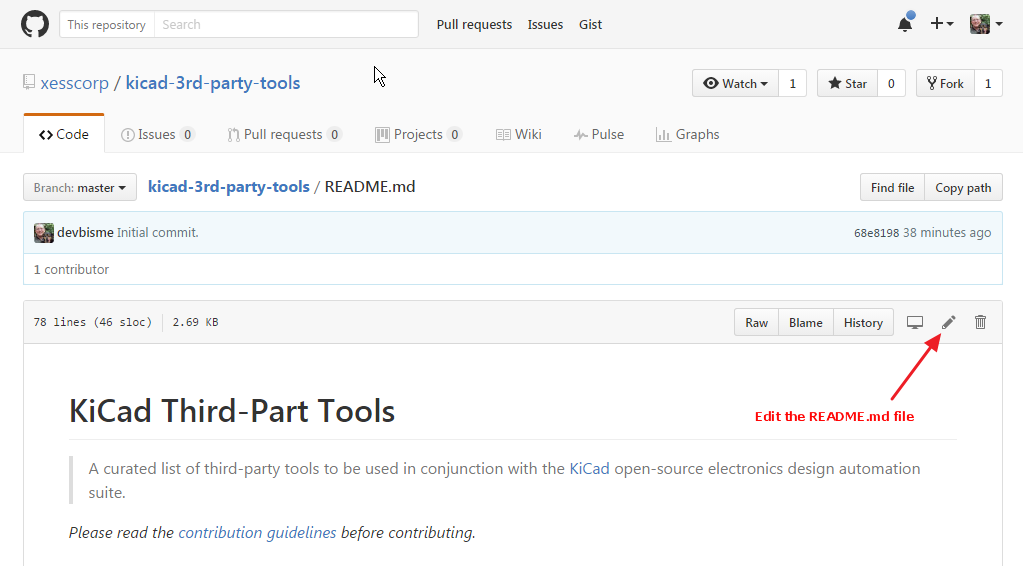 This repository Search Pull requests Issues Gist
xesscorp / kicad-3rd-party-tools Watch 1 Star 0 Fork 1
Code Issues 0 Pull requests 0 Projects 0 Wiki Pulse Graphs
Branch: master kicad-3rd-party-tools / README.md Find file Copy path
devbisme Initial commit. 68e8198 38 minutes ago
1 contributor
78 lines (46 sloc) 2.69 KB Raw Blame History
KiCad Third-Part Tools
Edit the README.md file
A curated list of third-party tools to be used in conjunction with the KiCad open-source electronics design automation
suite.
Please read the contribution guidelines before contributing.